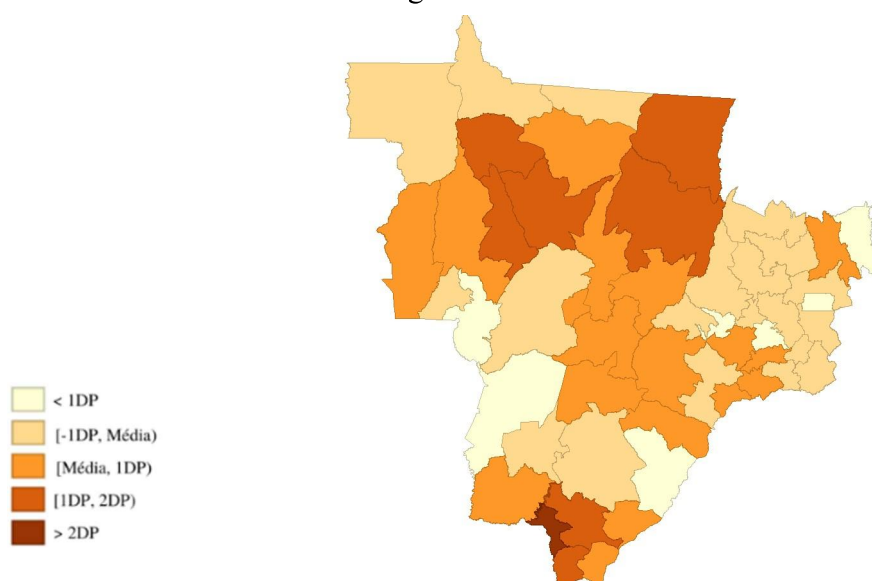 < 1DP
[-1DP, Média)
[Média, 1DP)
[1DP, 2DP)
> 2DP